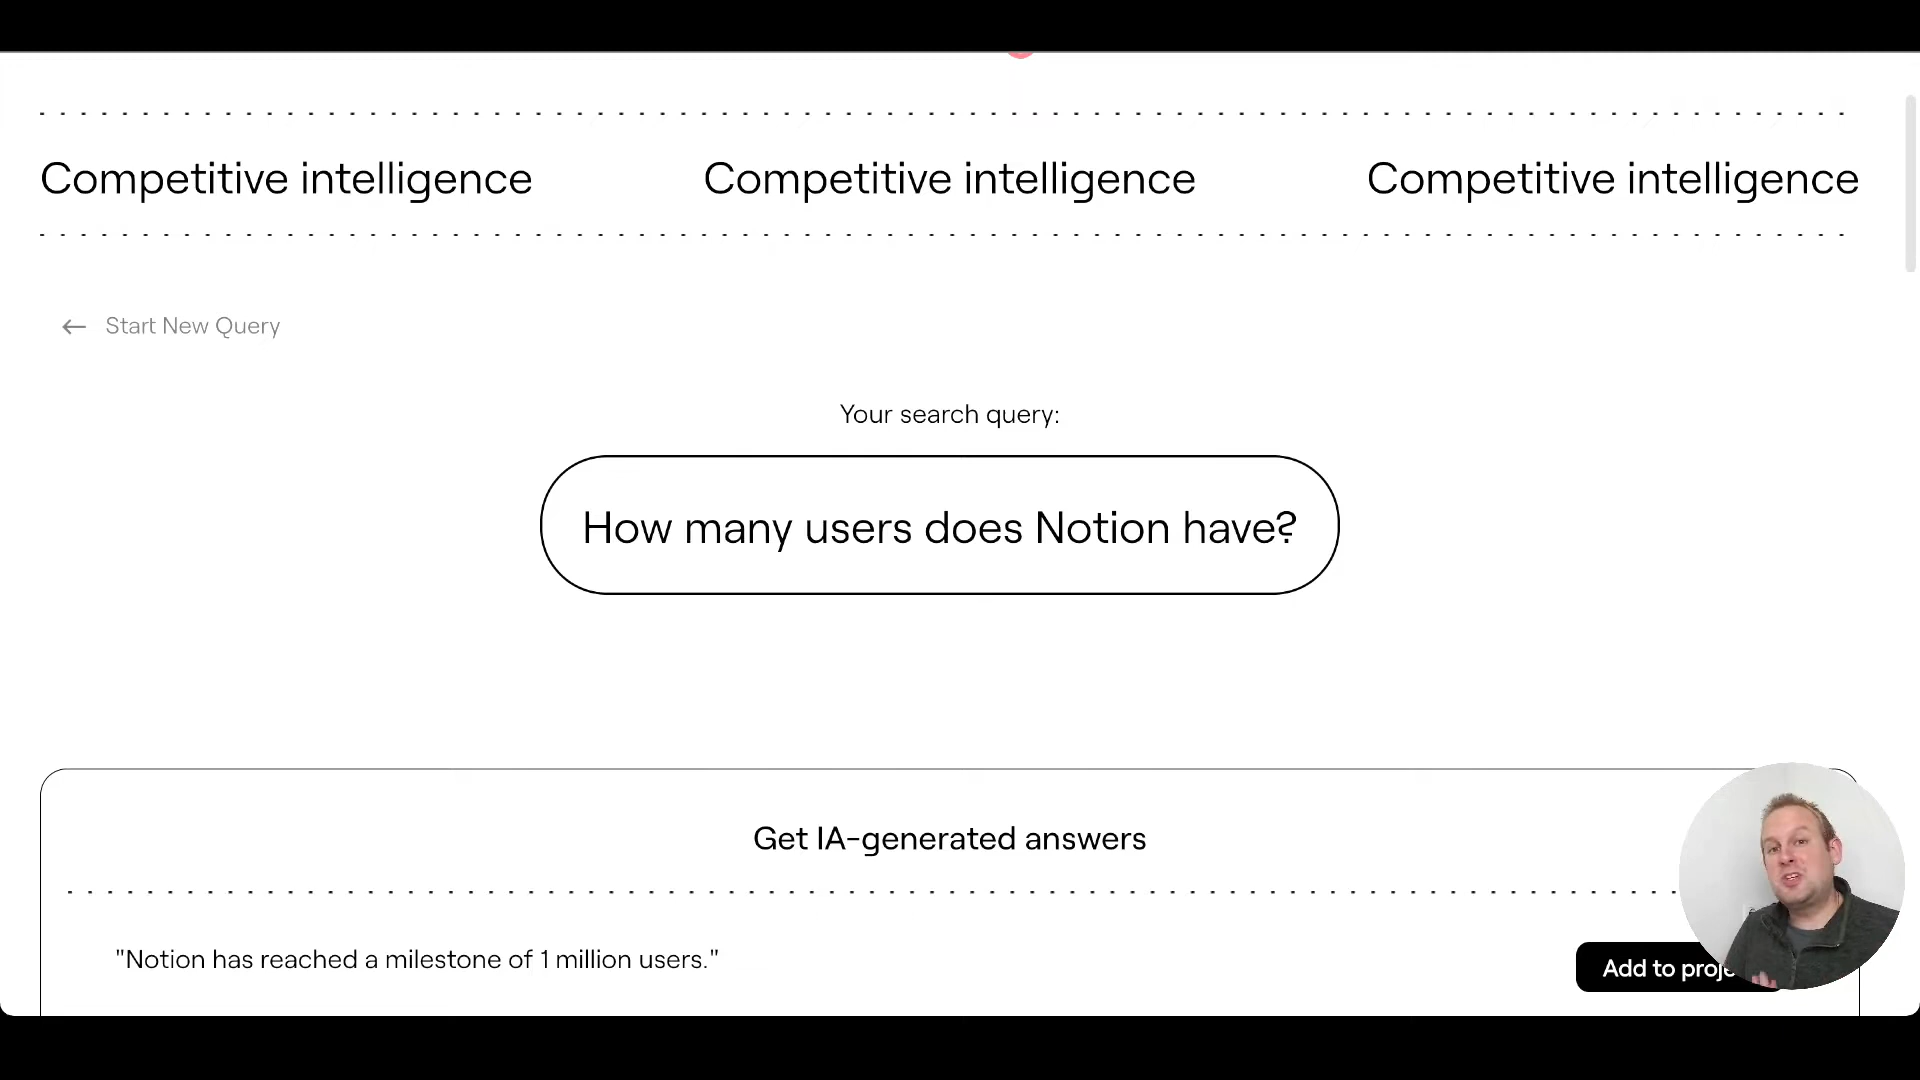 Competitive intelligence Competitive intelligence Competitive intelligence
← Start New Query
Your search query:
How many users does Notion have?
Get IA-generated answers
"Notion has reached a milestone of 1 million users."
Add to proje